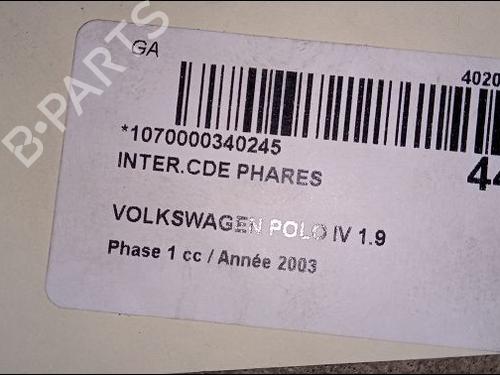 GA
4020
*1070000340245
INTER.CDE PHARES
44
VOLKSWAGEN POLO IV 1.9
Phase 1 cc / Année 2003
B-PARTS